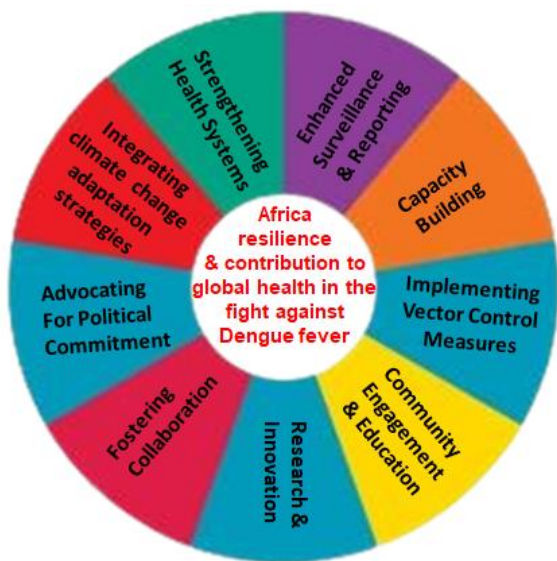 Africa
resilience
& contribution to
global health in the
fight against
Dengue fever
Enhanced
Surveillance
& Reporting
Capacity
Building
Implementing
Vector Control
Measures
Community
Engagement
& Education
Research &
Innovation
Fostering
Collaboration
Advocating
For Political
Commitment
Integrating
climate change
adaptation
strategies
Strengthening
Health Systems